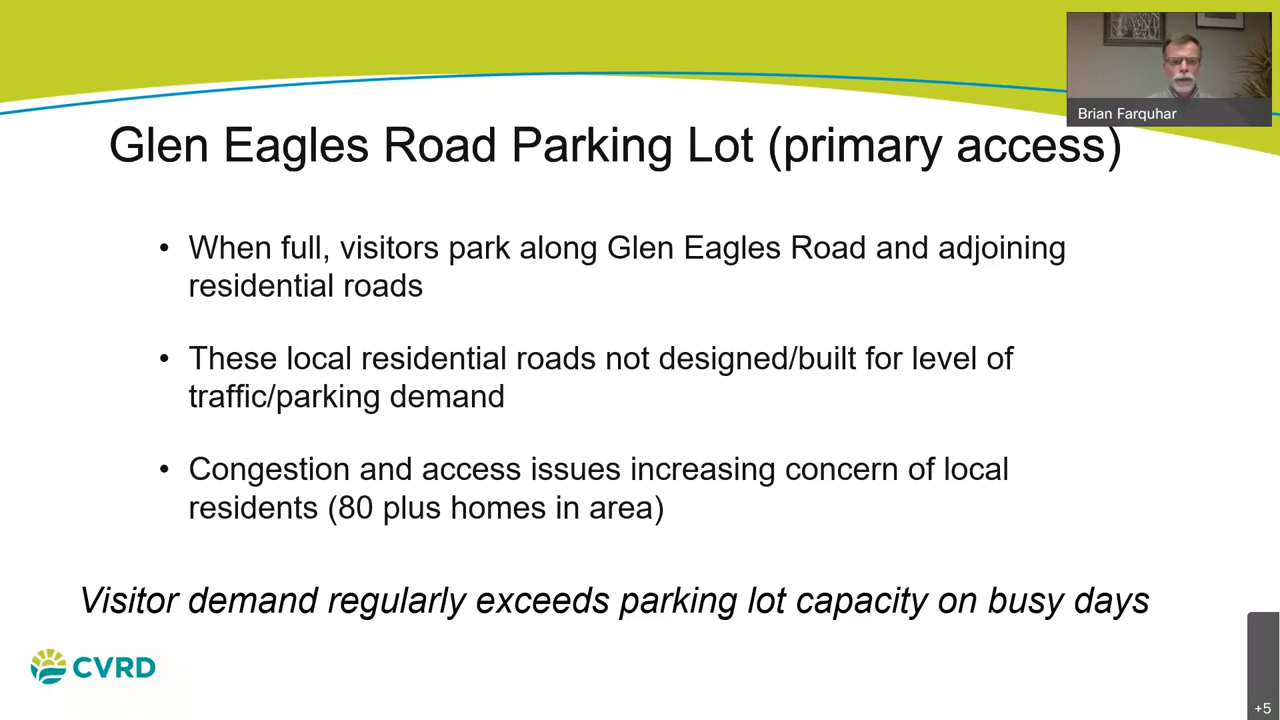 Brian Farquhar
Glen Eagles Road Parking Lot (primary access)
• When full, visitors park along Glen Eagles Road and adjoining
residential roads
• These local residential roads not designed/built for level of
traffic/parking demand
• Congestion and access issues increasing concern of local
residents (80 plus homes in area)
Visitor demand regularly exceeds parking lot capacity on busy days
CVRD
+5